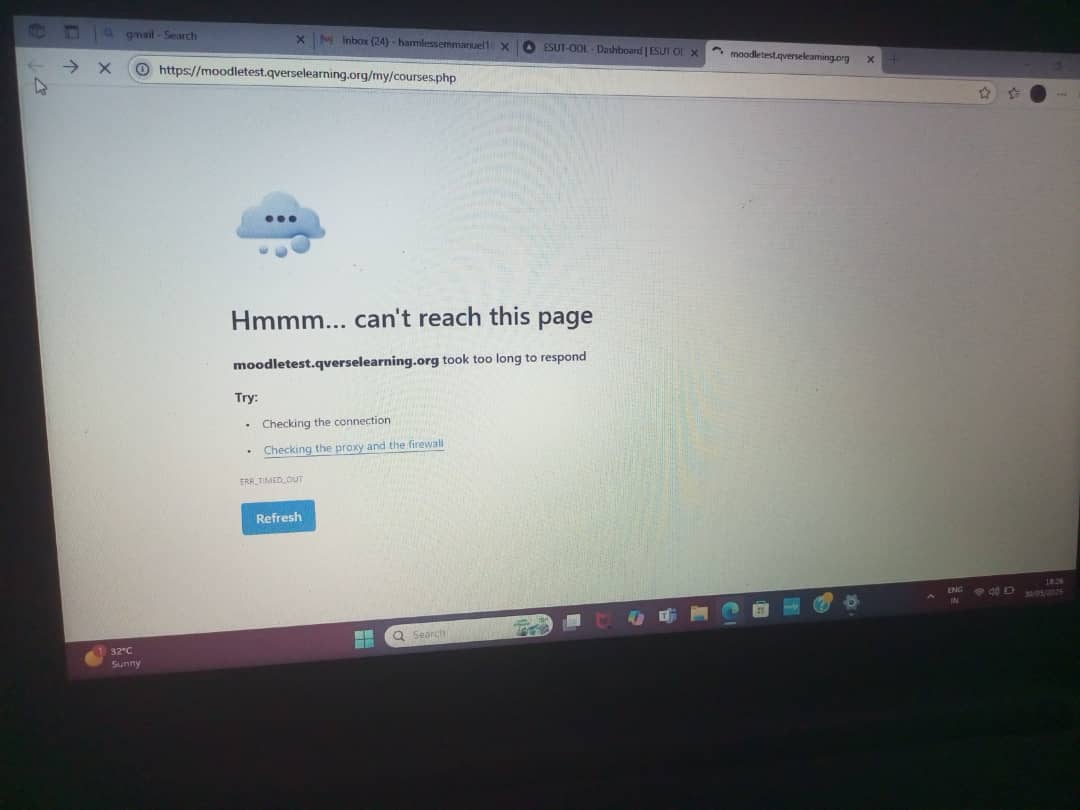 gmail - Search
Inbox (24) - harmlessemmanuel1
ESUT-ODL - Dashboard | ESUT OL
moodletest.qverselearning.org
https://moodletest.qverselearning.org/my/courses.php
Hmmm... can't reach this page
moodletest.qverselearning.org took too long to respond
Try:
• Checking the connection
• Checking the proxy and the firewall
ERR_TIMED_OUT
Refresh
1
32°C
Sunny
Search
ENG
IN
18:26
30/05/2025